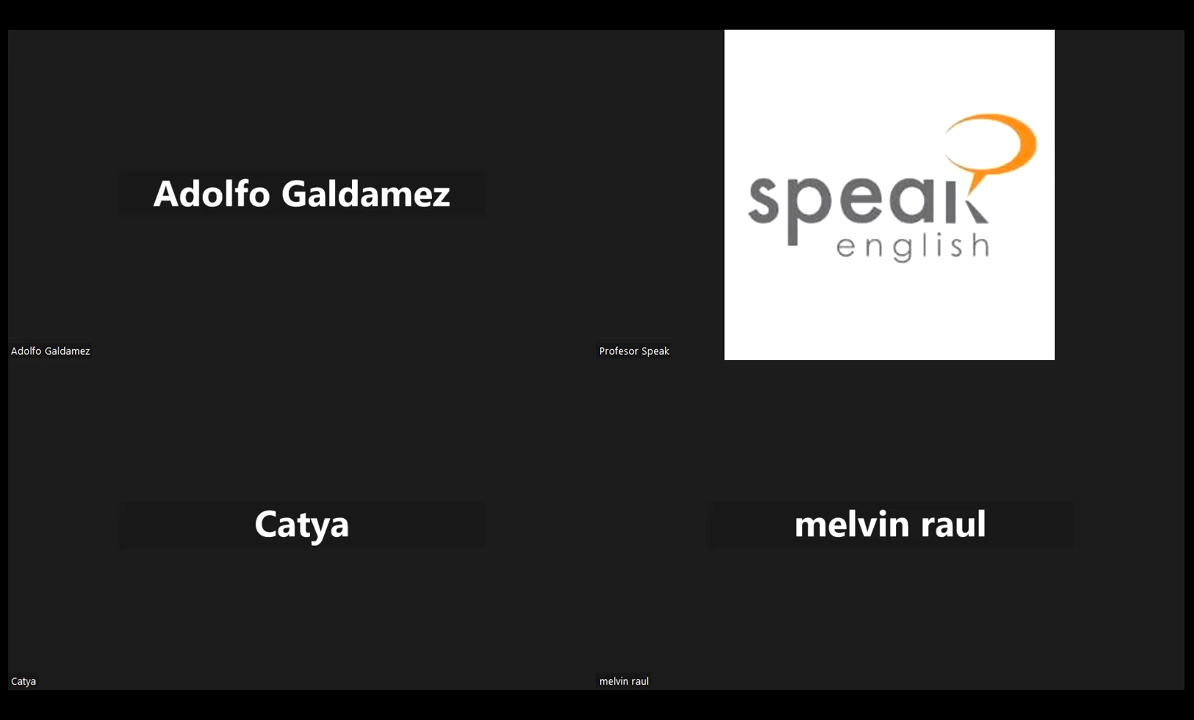 Adolfo Galdamez
Adolfo Galdamez
speak
english
Profesor Speak
Catya
Catya
melvin raul
melvin raul